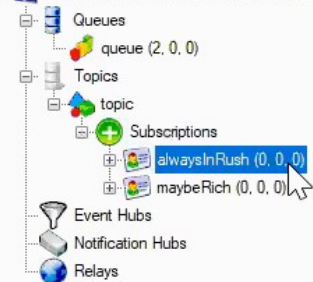 Queues
queue (2, 0, 0)
Topics
topic
Subscriptions
alwaysInRush (0, 0, 0)
maybeRich (0, 0, 0)
Event Hubs
Notification Hubs
Relays